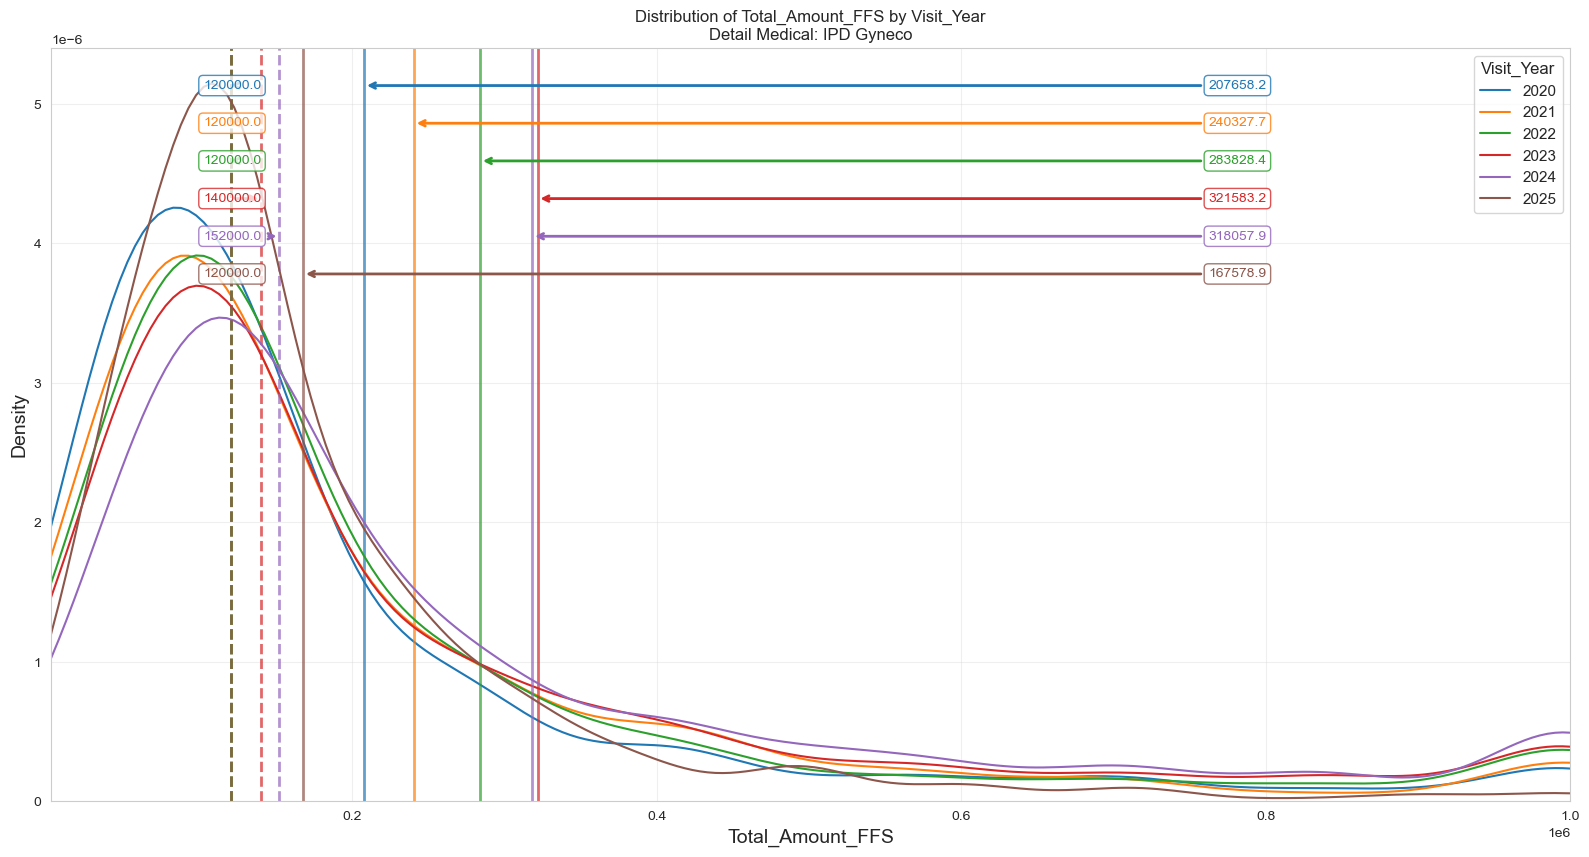 Distribution of Total_Amount_FFS by Visit_Year
Detail Medical: IPD Gyneco
1e−6
Visit_Year
2020
2021
2022
2023
2024
2025
120000.0 207658.2
120000.0 240327.7
120000.0 283828.4
140000.0 321583.2
152000.0 318057.9
120000.0 167578.9
5
4
3
2
1
0
Density
0.2 0.4 0.6 0.8 1.0
1e6
Total_Amount_FFS